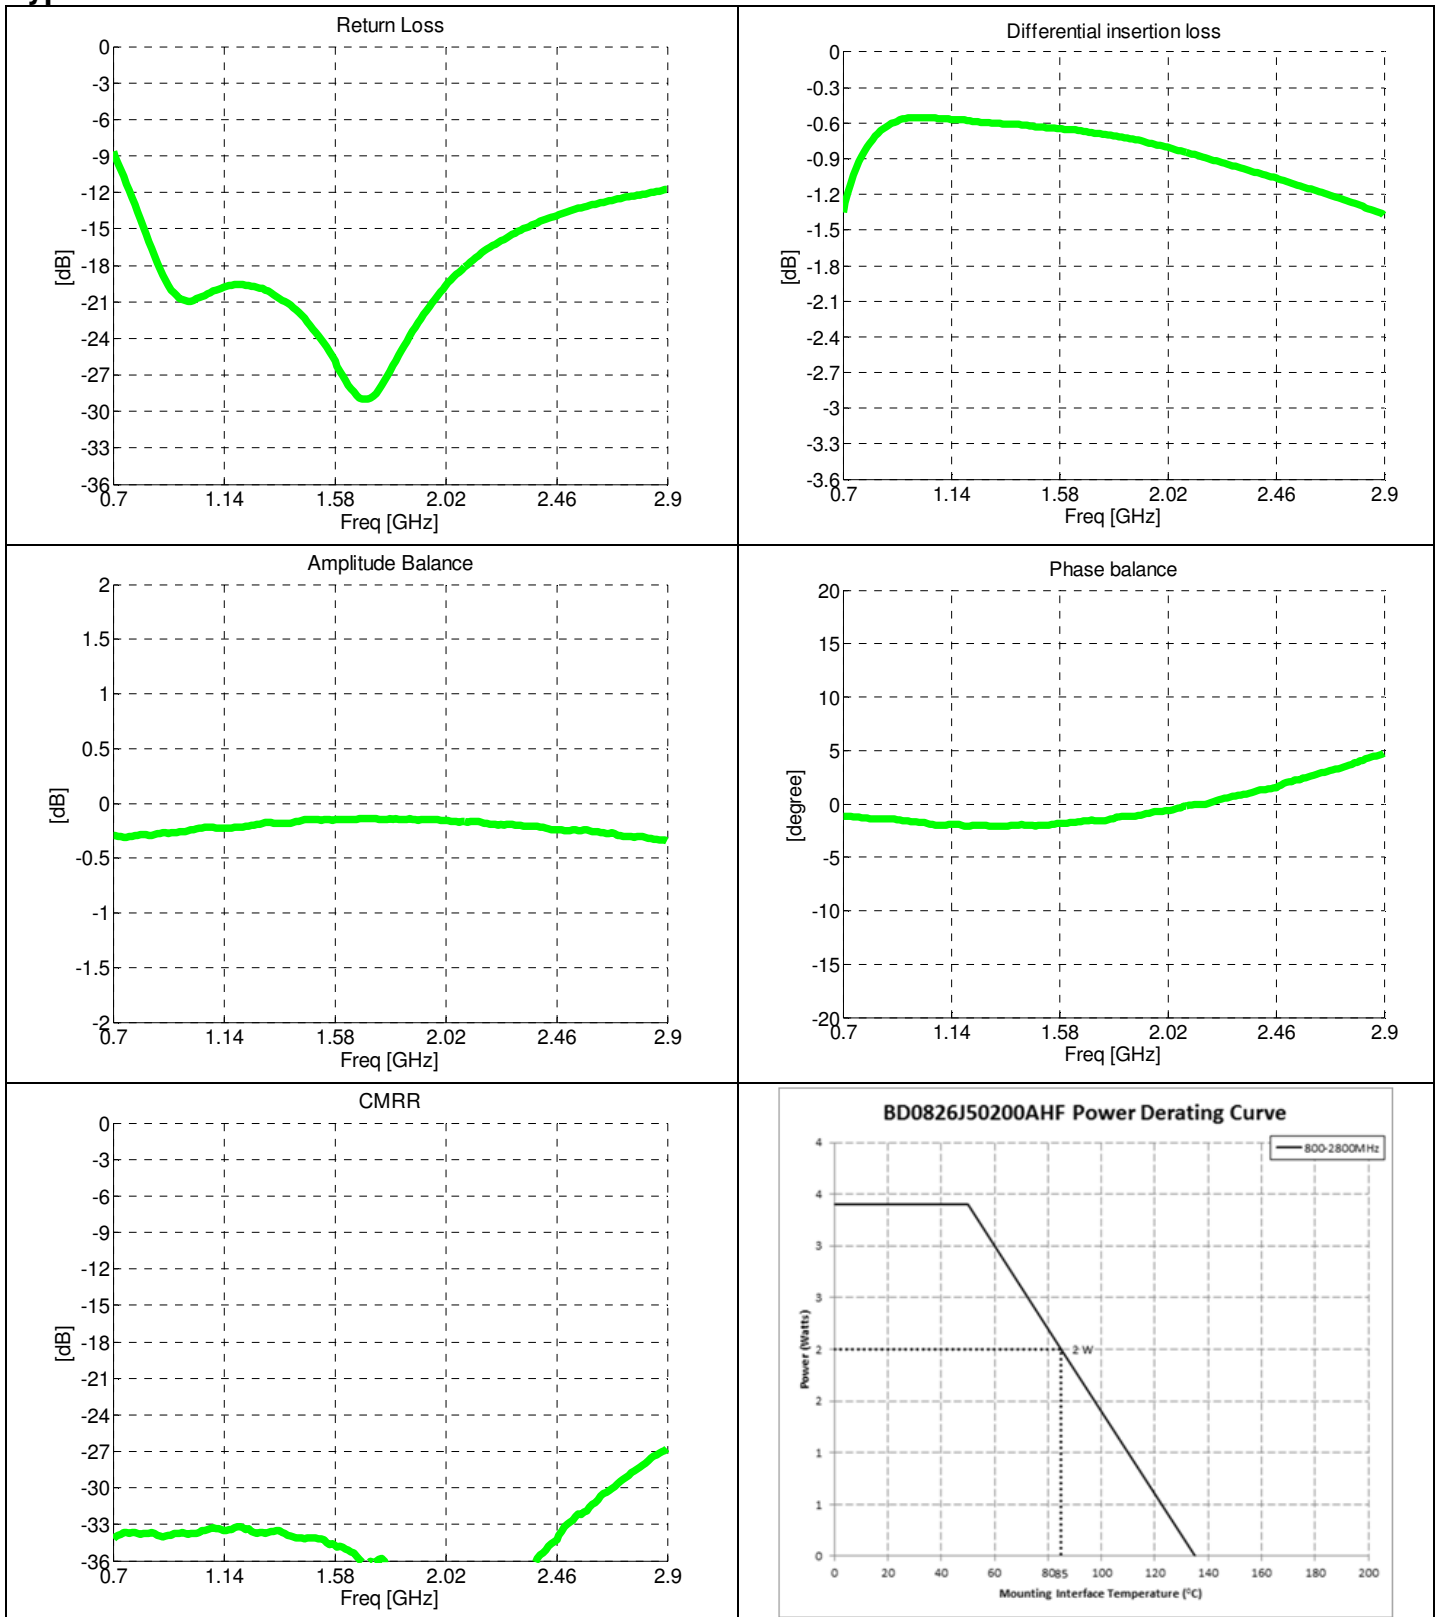 Return Loss
0
-3
-6
-9
-12
-15
-18
-21
-24
-27
-30
-33
-36
[dB]
0.7 1.14 1.58 2.02 2.46 2.9
Freq [GHz]
Differential insertion loss
0
-0.3
-0.6
-0.9
-1.2
-1.5
-1.8
-2.1
-2.4
-2.7
-3
-3.3
-3.6
[dB]
0.7 1.14 1.58 2.02 2.46 2.9
Freq [GHz]
Amplitude Balance
2
1.5
1
0.5
0
-0.5
-1
-1.5
-2
[dB]
0.7 1.14 1.58 2.02 2.46 2.9
Freq [GHz]
Phase balance
20
15
10
5
0
-5
-10
-15
-20
[degree]
0.7 1.14 1.58 2.02 2.46 2.9
Freq [GHz]
CMRR
0
-3
-6
-9
-12
-15
-18
-21
-24
-27
-30
-33
-36
[dB]
0.7 1.14 1.58 2.02 2.46 2.9
Freq [GHz]
BD0826J50200AHF Power Derating Curve
800-2800MHz
4
4
3
3
2
2
1
1
0
2 W
Power (Watts)
0 20 40 60 80 85 100 120 140 160 180 200
Mounting Interface Temperature (°C)